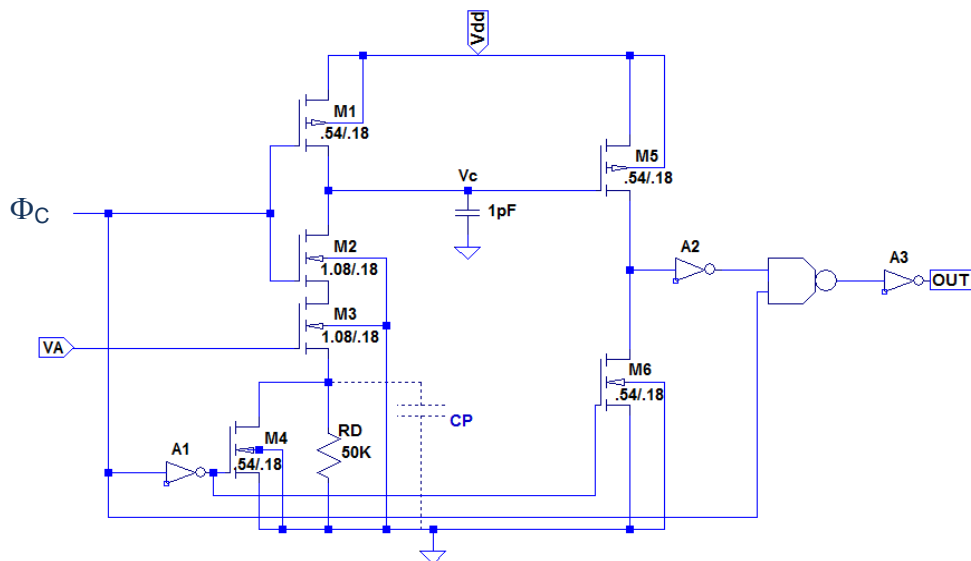 Vdd
M1
.54/.18
M5
.54/.18
Vc
1pF
ΦC
M2
1.08/.18
A2
A3
OUT
M3
1.08/.18
VA
M6
.54/.18
CP
RD
50K
A1
M4
.54/.18